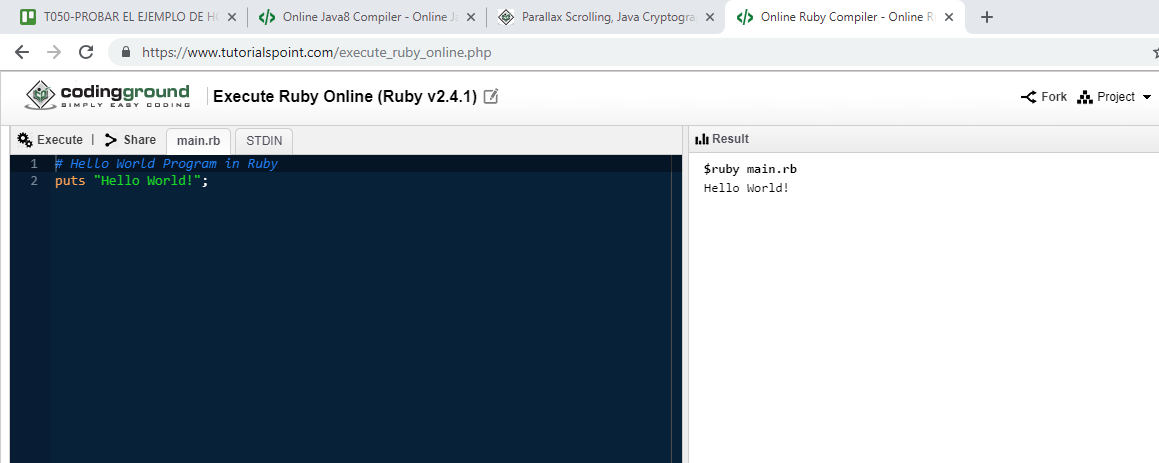 T050-PROBAR EL EJEMPLO DE HO
Online Java8 Compiler - Online Ja
Parallax Scrolling, Java Cryptogra
Online Ruby Compiler - Online R
https://www.tutorialspoint.com/execute_ruby_online.php
codingground
SIMPLY EASY CODING
Execute Ruby Online (Ruby v2.4.1)
Fork
Project
Execute | Share main.rb STDIN
Result
1 # Hello World Program in Ruby
2 puts "Hello World!";
$ruby main.rb
Hello World!